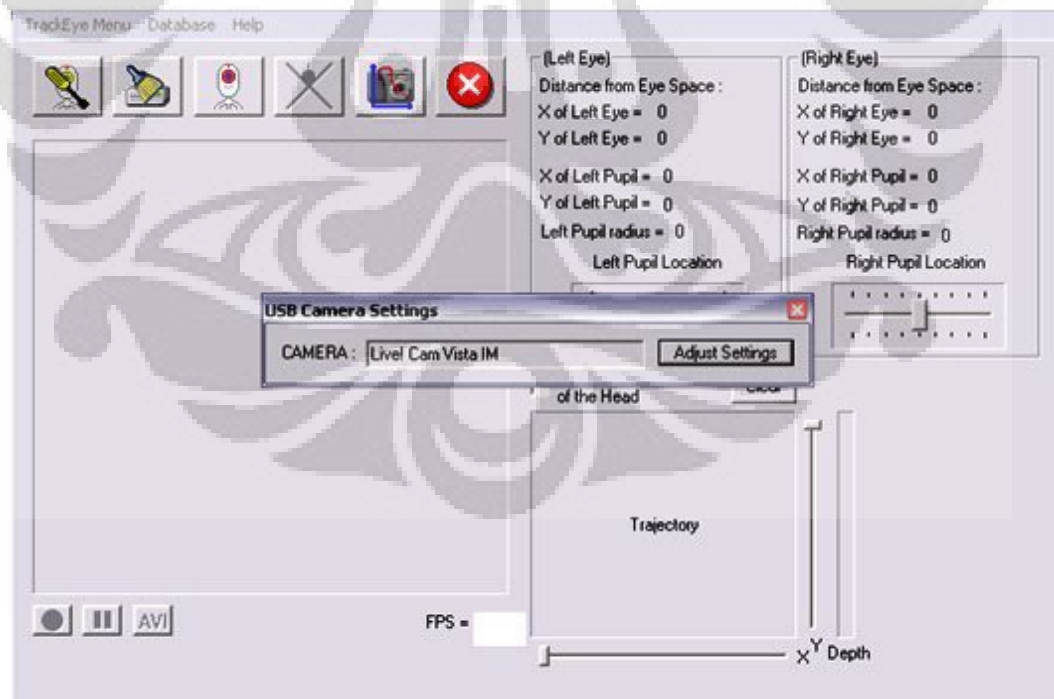 TrackEye Menu Database Help
(Left Eye)
Distance from Eye Space :
X of Left Eye = 0
Y of Left Eye = 0
X of Left Pupil = 0
Y of Left Pupil = 0
Left Pupil radius = 0
Left Pupil Location
(Right Eye)
Distance from Eye Space :
X of Right Eye = 0
Y of Right Eye = 0
X of Right Pupil = 0
Y of Right Pupil = 0
Right Pupil radius = 0
Right Pupil Location
USB Camera Settings
CAMERA : Live! Cam Vista IM
Adjust Settings
of the Head
Clear
Trajectory
X Y Depth
AVI
FPS =